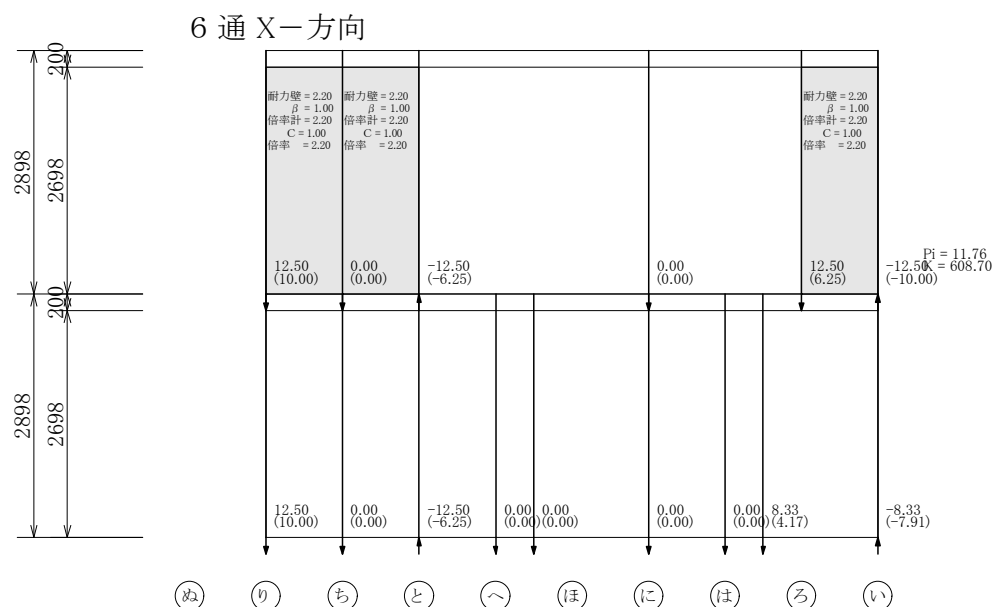 6 通 X－方向
200
2898
2698
耐力壁 = 2.20
β = 1.00
倍率計 = 2.20
C = 1.00
倍率 = 2.20
耐力壁 = 2.20
β = 1.00
倍率計 = 2.20
C = 1.00
倍率 = 2.20
耐力壁 = 2.20
β = 1.00
倍率計 = 2.20
C = 1.00
倍率 = 2.20
12.50
(10.00)
0.00
(0.00)
-12.50
(-6.25)
0.00
(0.00)
12.50
(6.25)
-12.50
(-10.00)
Pi = 11.76
K = 608.70
200
2898
2698
12.50
(10.00)
0.00
(0.00)
-12.50
(-6.25)
0.00
(0.00)
0.00
(0.00)
0.00
(0.00)
0.00
(0.00)
8.33
(4.17)
-8.33
(-7.91)
ぬ り ち と へ ほ に は ろ い